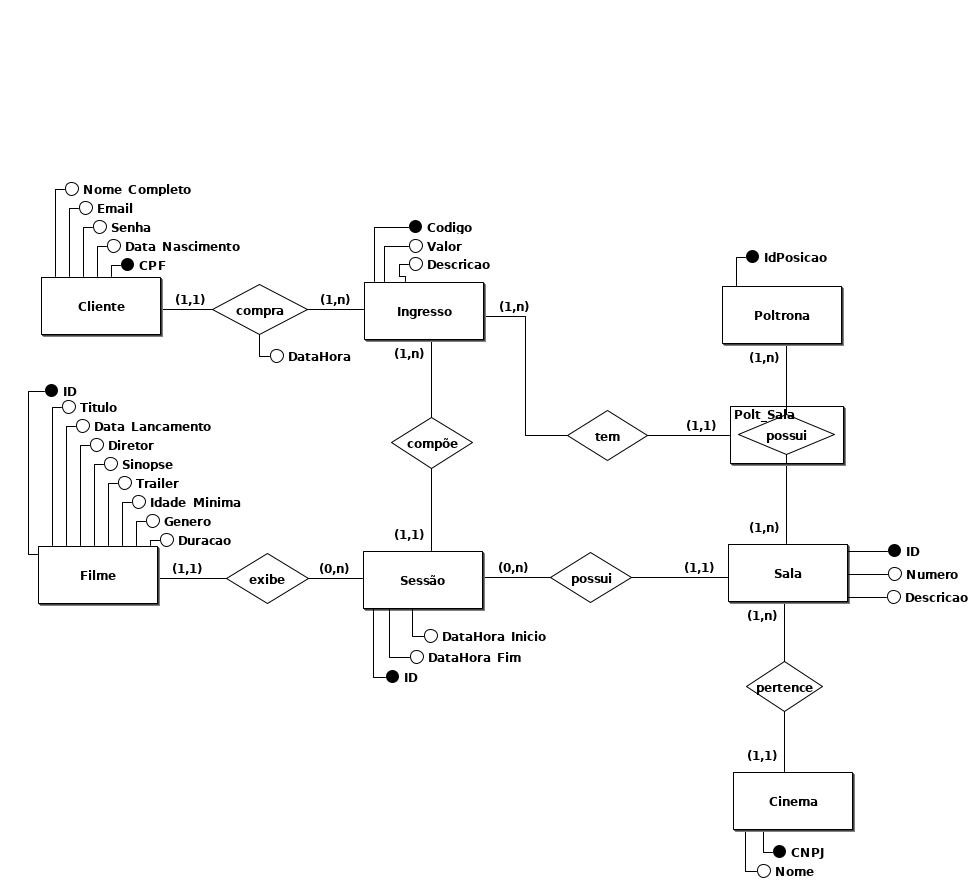 Nome Completo
Email
Senha
Data Nascimento
CPF
Cliente
(1,1)
compra
(1,n)
DataHora
Codigo
Valor
Descricao
Ingresso
(1,n)
(1,n)
tem
(1,1)
IdPosicao
Poltrona
(1,n)
Polt_Sala
possui
(1,n)
compõe
(1,1)
ID
Titulo
Data Lancamento
Diretor
Sinopse
Trailer
Idade Minima
Genero
Duracao
Filme
(1,1)
exibe
(0,n)
Sessão
(0,n)
possui
(1,1)
Sala
ID
Numero
Descricao
DataHora Inicio
DataHora Fim
ID
(1,n)
pertence
(1,1)
Cinema
CNPJ
Nome